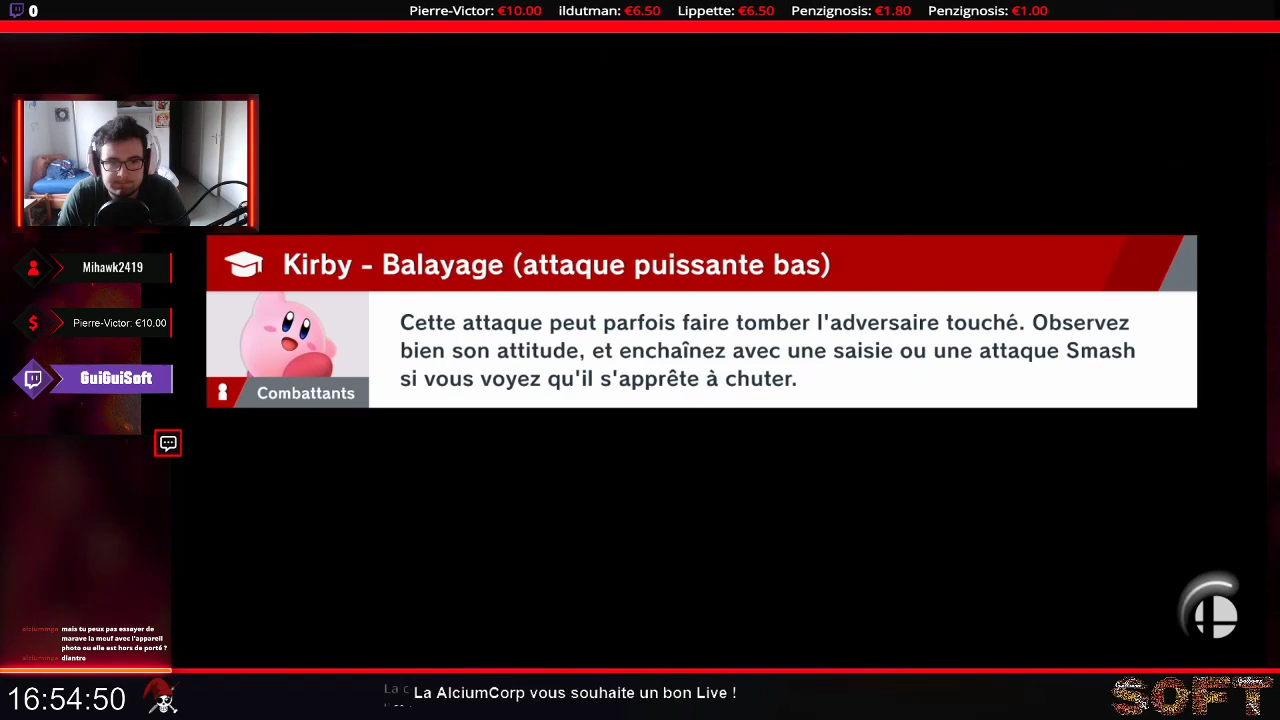 0
Pierre-Victor: €10.00 ildutman: €6.50 Lippette: €6.50 Penzignosis: €1.80 Penzignosis: €1.00
Mihawk2419
Pierre-Victor: €10.00
GuiGuiSoft
Kirby - Balayage (attaque puissante bas)
Cette attaque peut parfois faire tomber l'adversaire touché. Observez
bien son attitude, et enchaînez avec une saisie ou une attaque Smash
si vous voyez qu'il s'apprête à chuter.
Combattants
mais tu peux pas essayer de
marave la meuf avec l'appareil
photo ou elle est hors de porté ?
diantre
16:54:50
La c
La AlciumCorp vous souhaite un bon Live !
SOFT